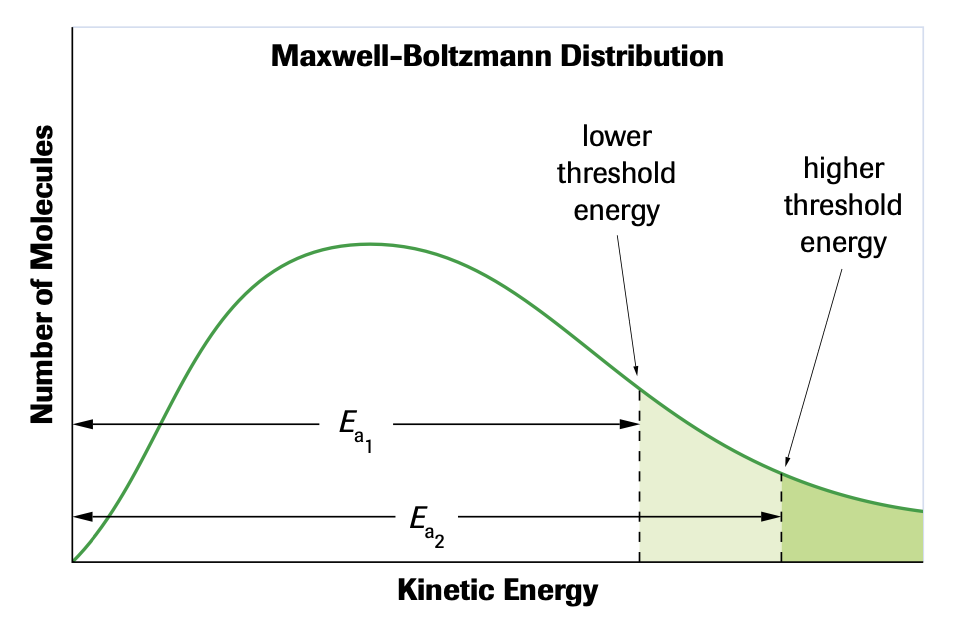 Maxwell–Boltzmann Distribution
lower
threshold
energy
higher
threshold
energy
Number of Molecules
Ea1
Ea2
Kinetic Energy